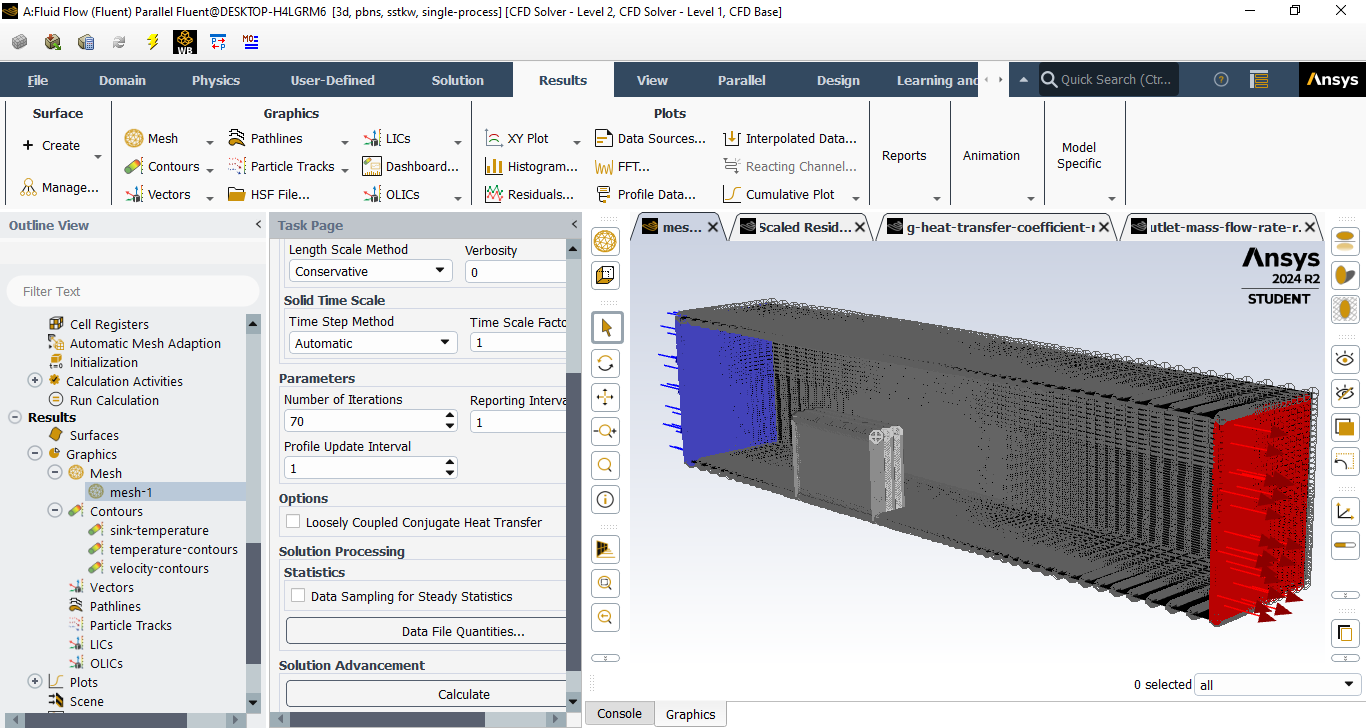 A:Fluid Flow (Fluent) Parallel Fluent@DESKTOP-H4LGRM6 [3d, pbns, sstkw, single-process] [CFD Solver - Level 2, CFD Solver - Level 1, CFD Base]
WB
File Domain Physics User-Defined Solution Results View Parallel Design Learning and Quick Search (Ctr... Ansys
Surface
Create
Manage...
Graphics
Mesh Pathlines LICs
Contours Particle Tracks Dashboard...
Vectors HSF File... OLICs
Plots
XY Plot Data Sources... Interpolated Data...
Histogram... FFT... Reacting Channel...
Residuals... Profile Data... Cumulative Plot
Reports
Animation
Model
Specific
Outline View
Filter Text
Cell Registers
Automatic Mesh Adaption
Initialization
Calculation Activities
Run Calculation
Results
Surfaces
Graphics
Mesh
mesh-1
Contours
sink-temperature
temperature-contours
velocity-contours
Vectors
Pathlines
Particle Tracks
LICs
OLICs
Plots
Scene
Task Page
Length Scale Method Verbosity
Conservative 0
Solid Time Scale
Time Step Method Time Scale Facto
Automatic 1
Parameters
Number of Iterations Reporting Interva
70 1
Profile Update Interval
1
Options
Loosely Coupled Conjugate Heat Transfer
Solution Processing
Statistics
Data Sampling for Steady Statistics
Data File Quantities...
Solution Advancement
Calculate
mes... Scaled Resid... g-heat-transfer-coefficient-r utlet-mass-flow-rate-r.
Ansys
2024 R2
STUDENT
0 selected all
Console Graphics